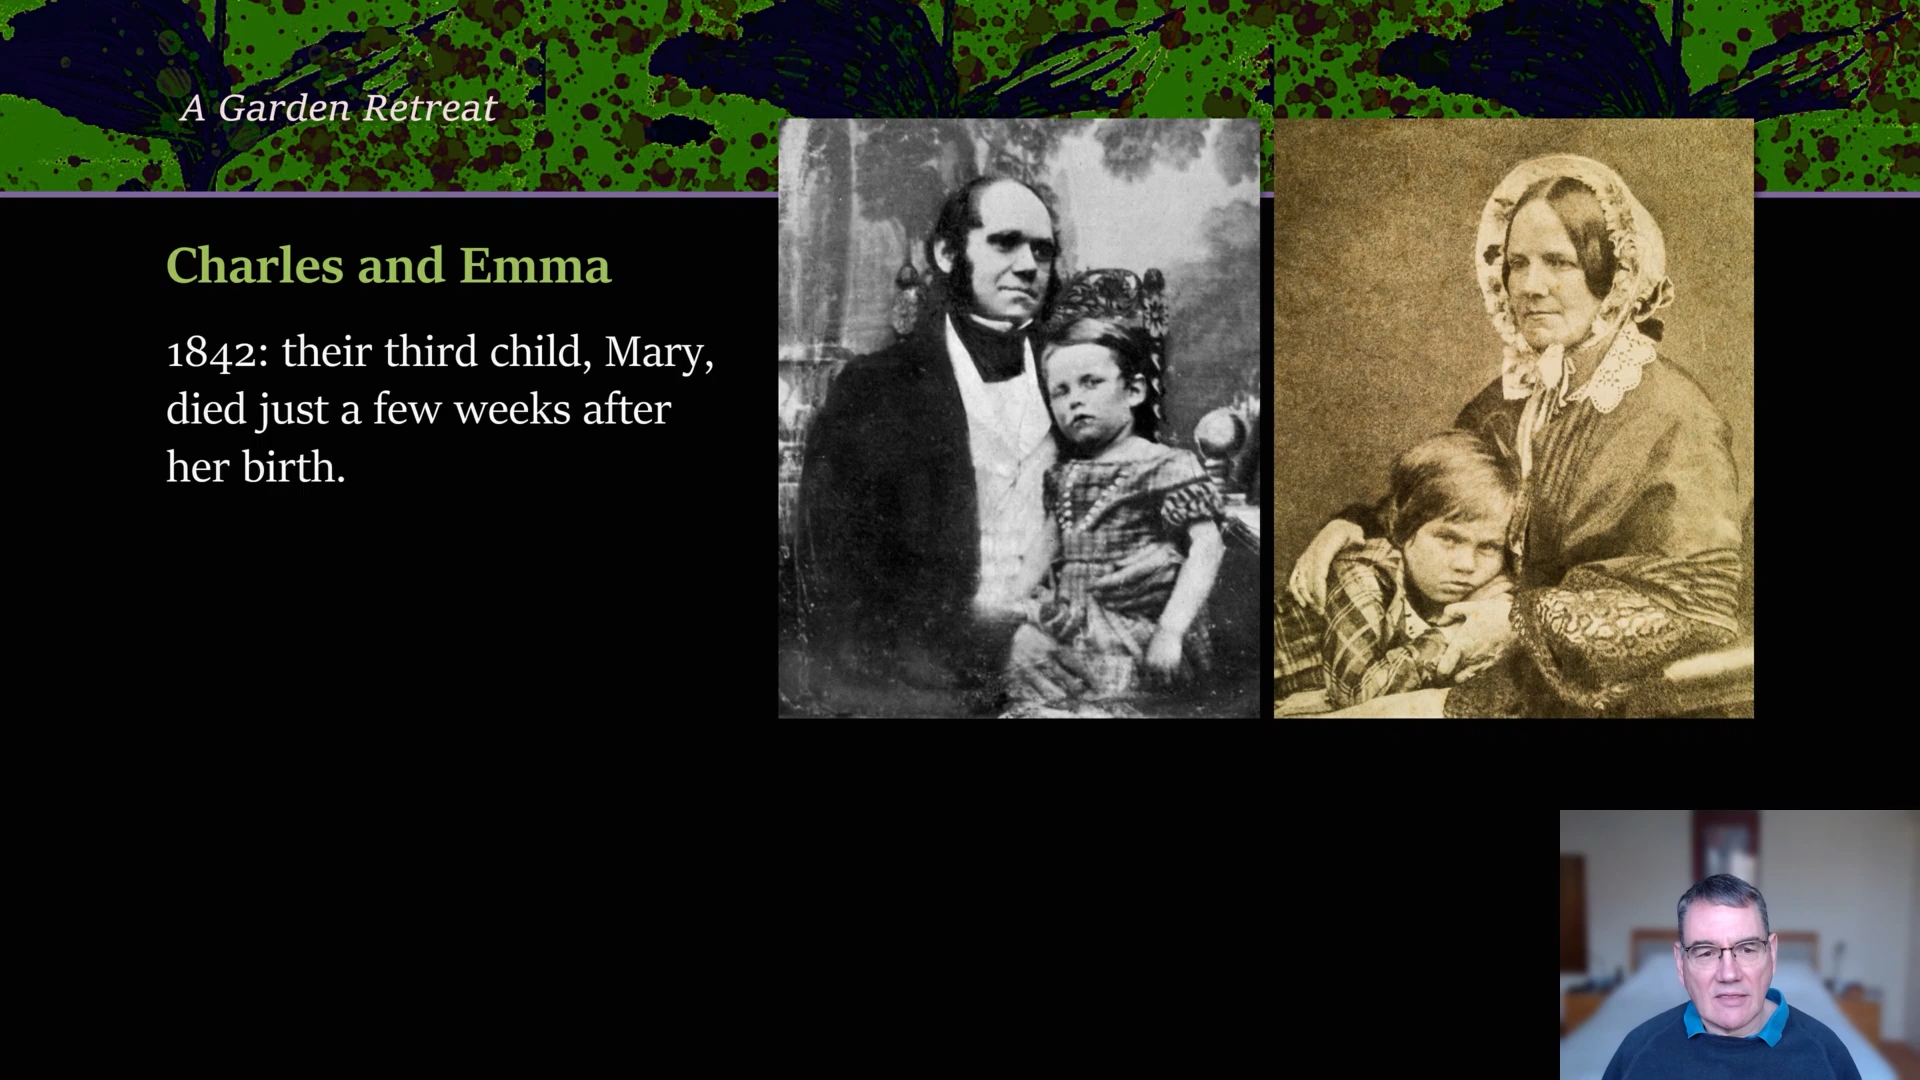 A Garden Retreat
Charles and Emma
1842: their third child, Mary,
died just a few weeks after
her birth.